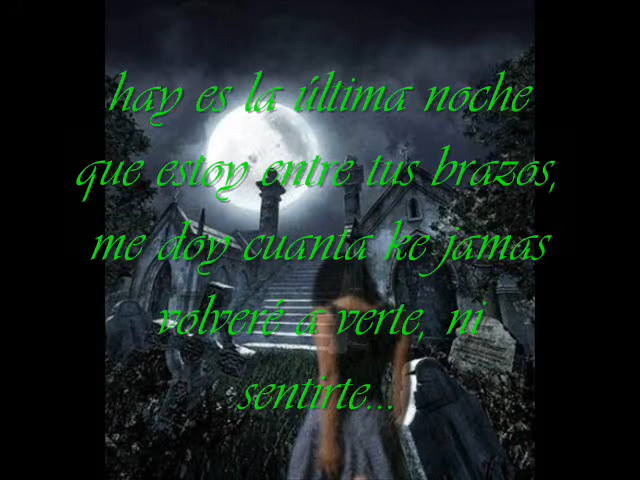 hay es la última noche
que estoy entre tus brazos,
me doy cuanta ke jamas
volveré a verte, ni
sentirte...